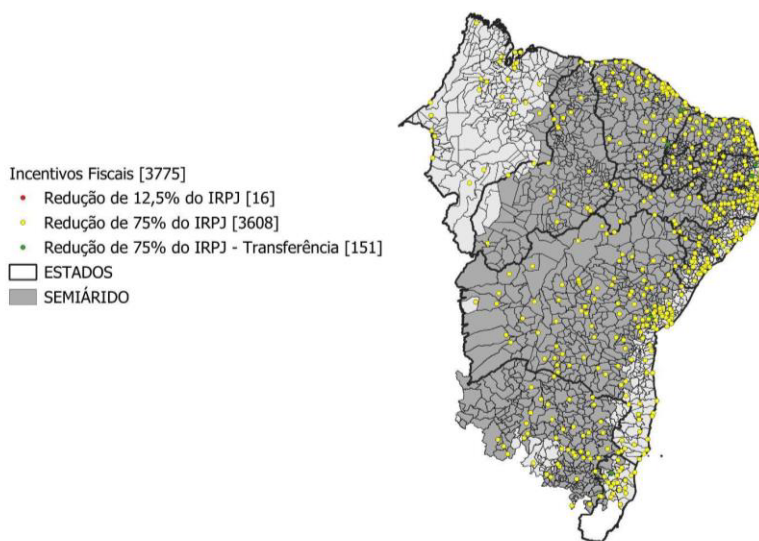 Incentivos Fiscais [3775]
Redução de 12,5% do IRPJ [16]
Redução de 75% do IRPJ [3608]
Redução de 75% do IRPJ - Transferência [151]
ESTADOS
SEMIÁRIDO